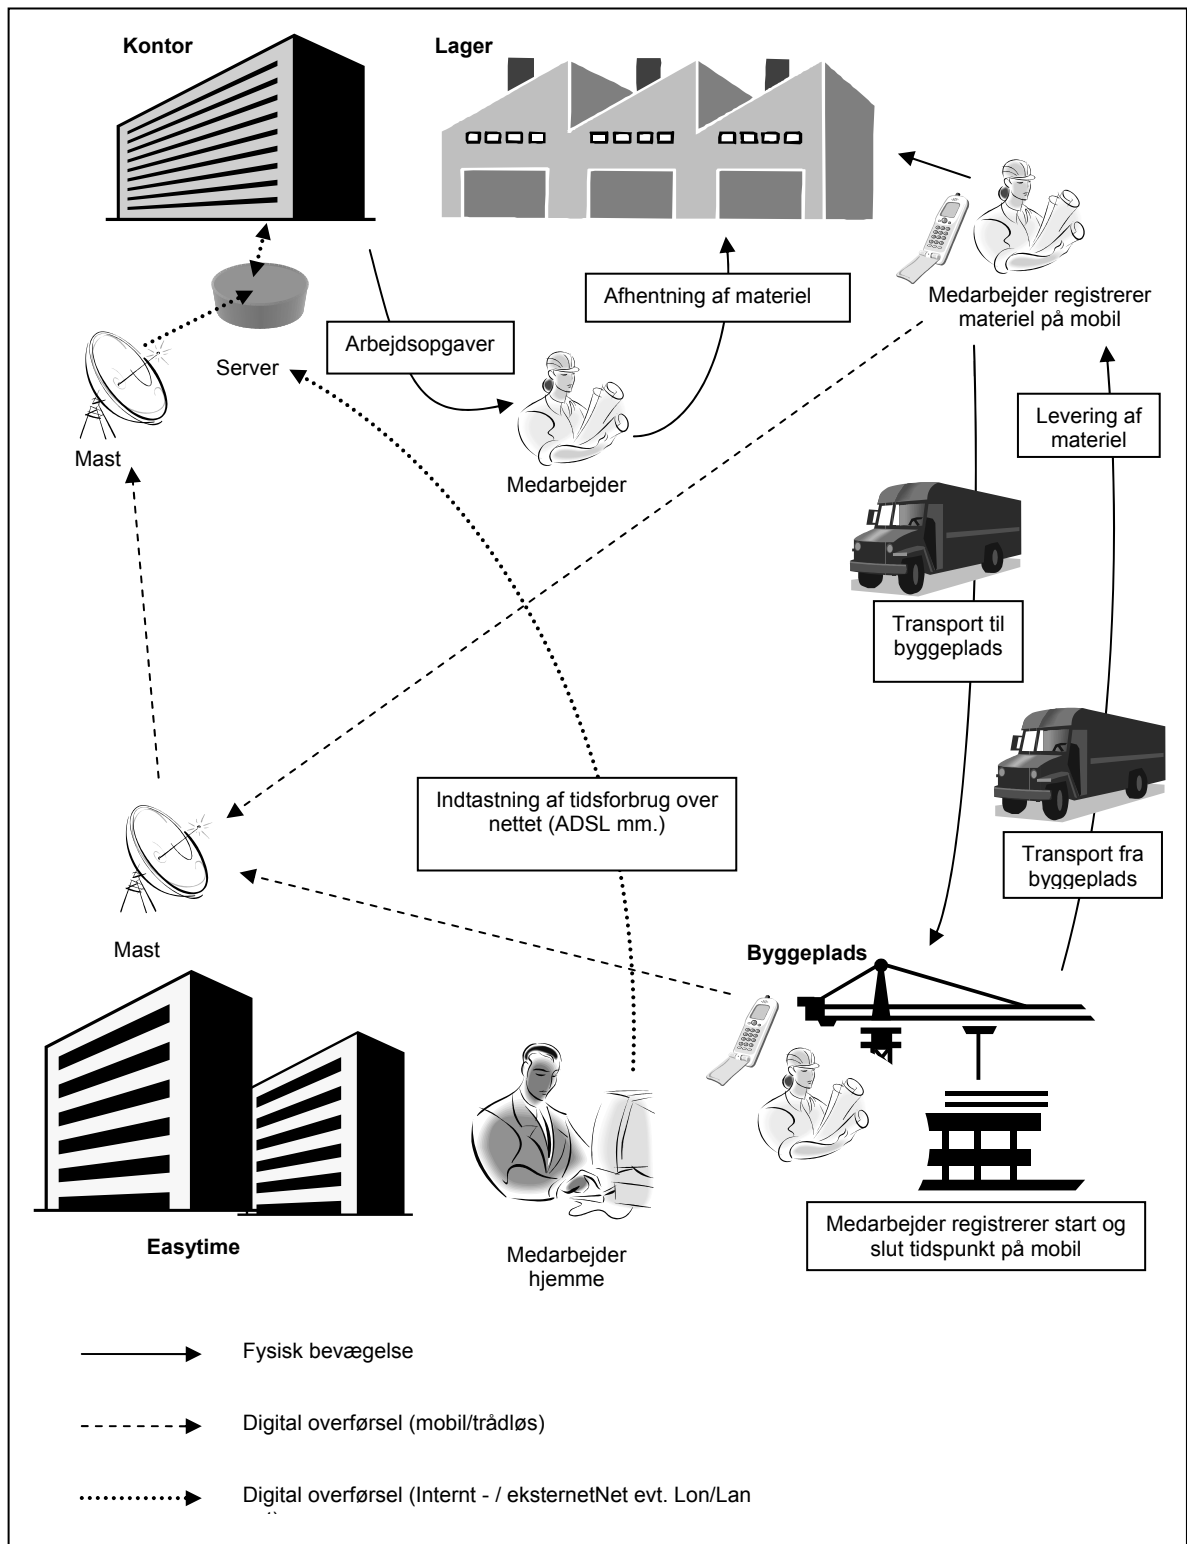 Kontor
Lager
Afhentning af materiel
Medarbejder registrerer
materiel på mobil
Arbejdsopgaver
Server
Levering af
materiel
Mast
Medarbejder
Transport til
byggeplads
Indtastning af tidsforbrug over
nettet (ADSL mm.)
Transport fra
byggeplads
Mast
Byggeplads
Medarbejder registrerer start og
slut tidspunkt på mobil
Easytime
Medarbejder
hjemme
Fysisk bevægelse
Digital overførsel (mobil/trådløs)
Digital overførsel (Internt - / eksternetNet evt. Lon/Lan